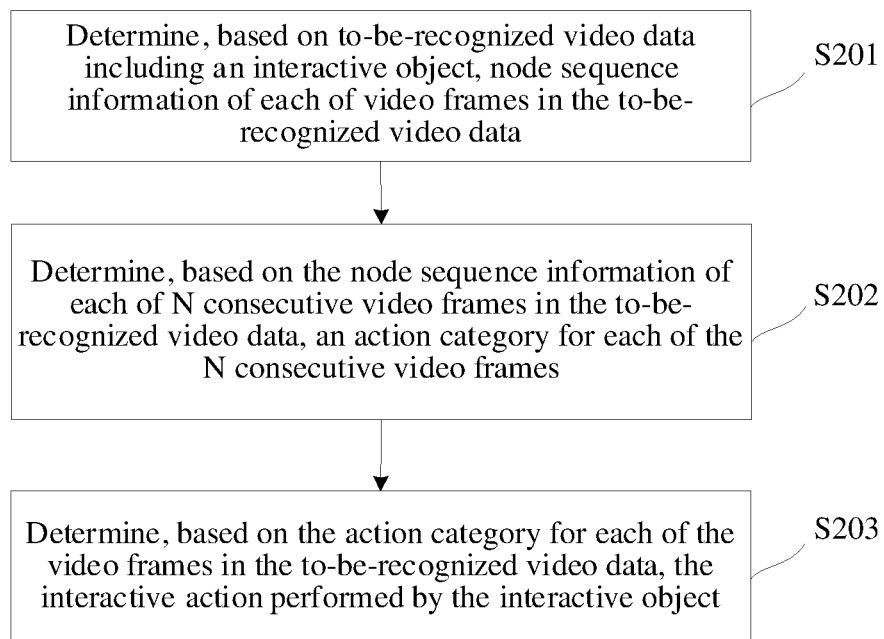 Determine, based on to-be-recognized video data
including an interactive object, node sequence
information of each of video frames in the to-be-
recognized video data
S201
Determine, based on the node sequence information of
each of N consecutive video frames in the to-be-
recognized video data, an action category for each of the
N consecutive video frames
S202
Determine, based on the action category for each of the
video frames in the to-be-recognized video data, the
interactive action performed by the interactive object
S203